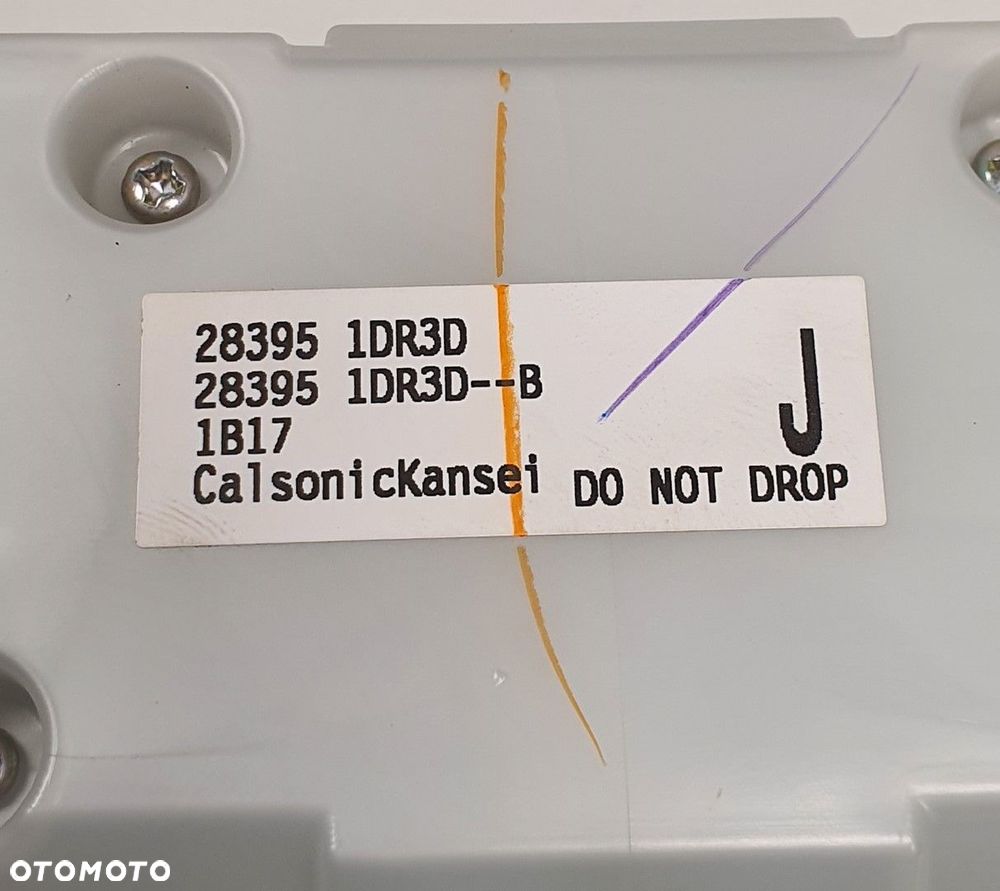 28395 1DR3D
28395 1DR3D--B
1B17
CalsonicKansei
J
DO NOT DROP
OTOMOTO